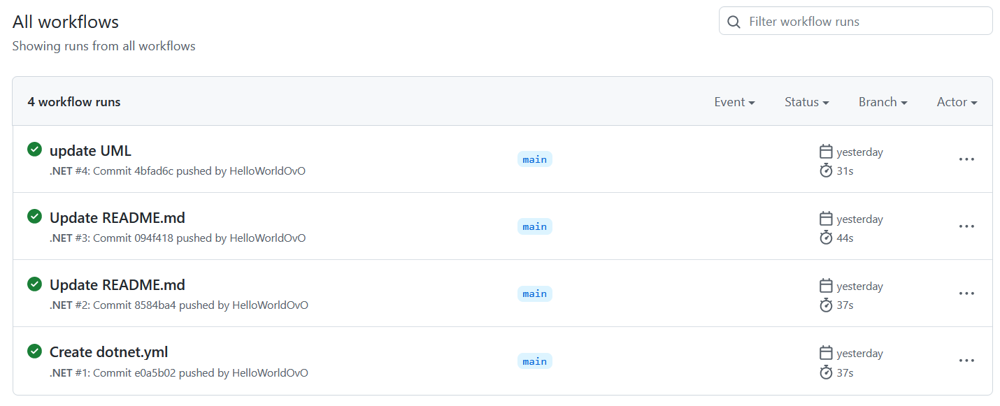 All workflows
Filter workflow runs
Showing runs from all workflows
4 workflow runs
Event Status Branch Actor
update UML
.NET #4: Commit 4bfad6c pushed by HelloWorldOvO
main
yesterday
31s
Update README.md
.NET #3: Commit 094f418 pushed by HelloWorldOvO
main
yesterday
44s
Update README.md
.NET #2: Commit 8584ba4 pushed by HelloWorldOvO
main
yesterday
37s
Create dotnet.yml
.NET #1: Commit e0a5b02 pushed by HelloWorldOvO
main
yesterday
37s